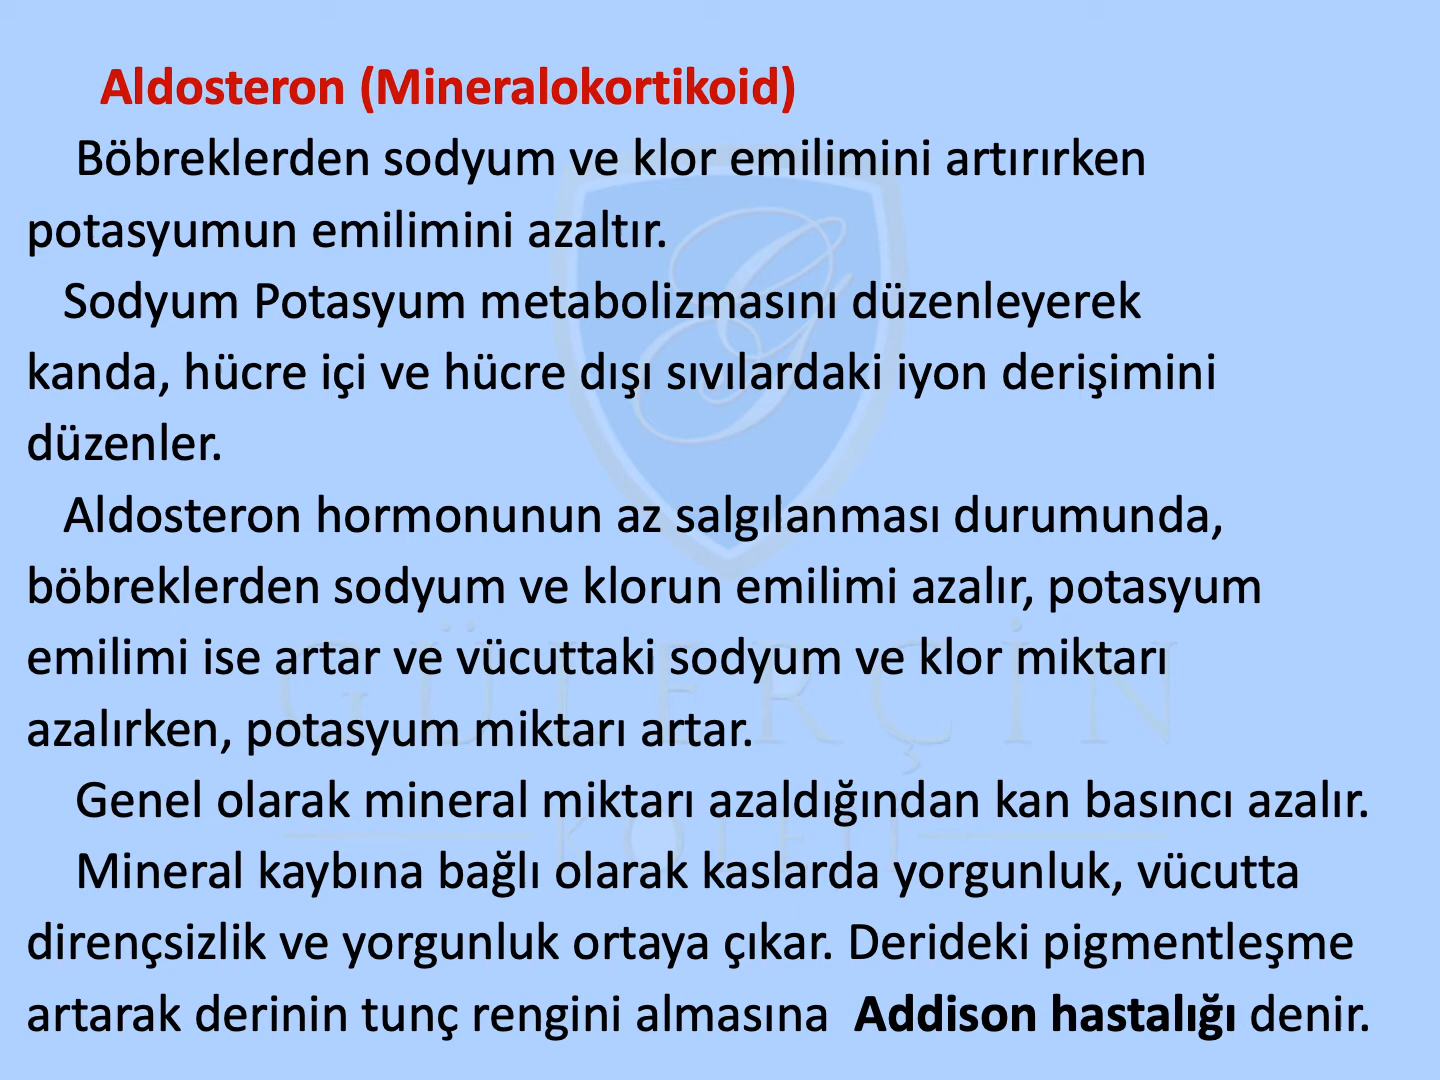 Aldosteron (Mineralokortikoid)
Böbreklerden sodyum ve klor emilimini artırırken
potasyumun emilimini azaltır.
Sodyum Potasyum metabolizmasını düzenleyerek
kanda, hücre içi ve hücre dışı sıvılardaki iyon derişimini
düzenler.
Aldosteron hormonunun az salgılanması durumunda,
böbreklerden sodyum ve klorun emilimi azalır, potasyum
emilimi ise artar ve vücuttaki sodyum ve klor miktarı
azalırken, potasyum miktarı artar.
Genel olarak mineral miktarı azaldığından kan basıncı azalır.
Mineral kaybına bağlı olarak kaslarda yorgunluk, vücutta
dirençsizlik ve yorgunluk ortaya çıkar. Derideki pigmentleşme
artarak derinin tunç rengini almasına Addison hastalığı denir.
G
GÜLERÇİN
KOLEJİ